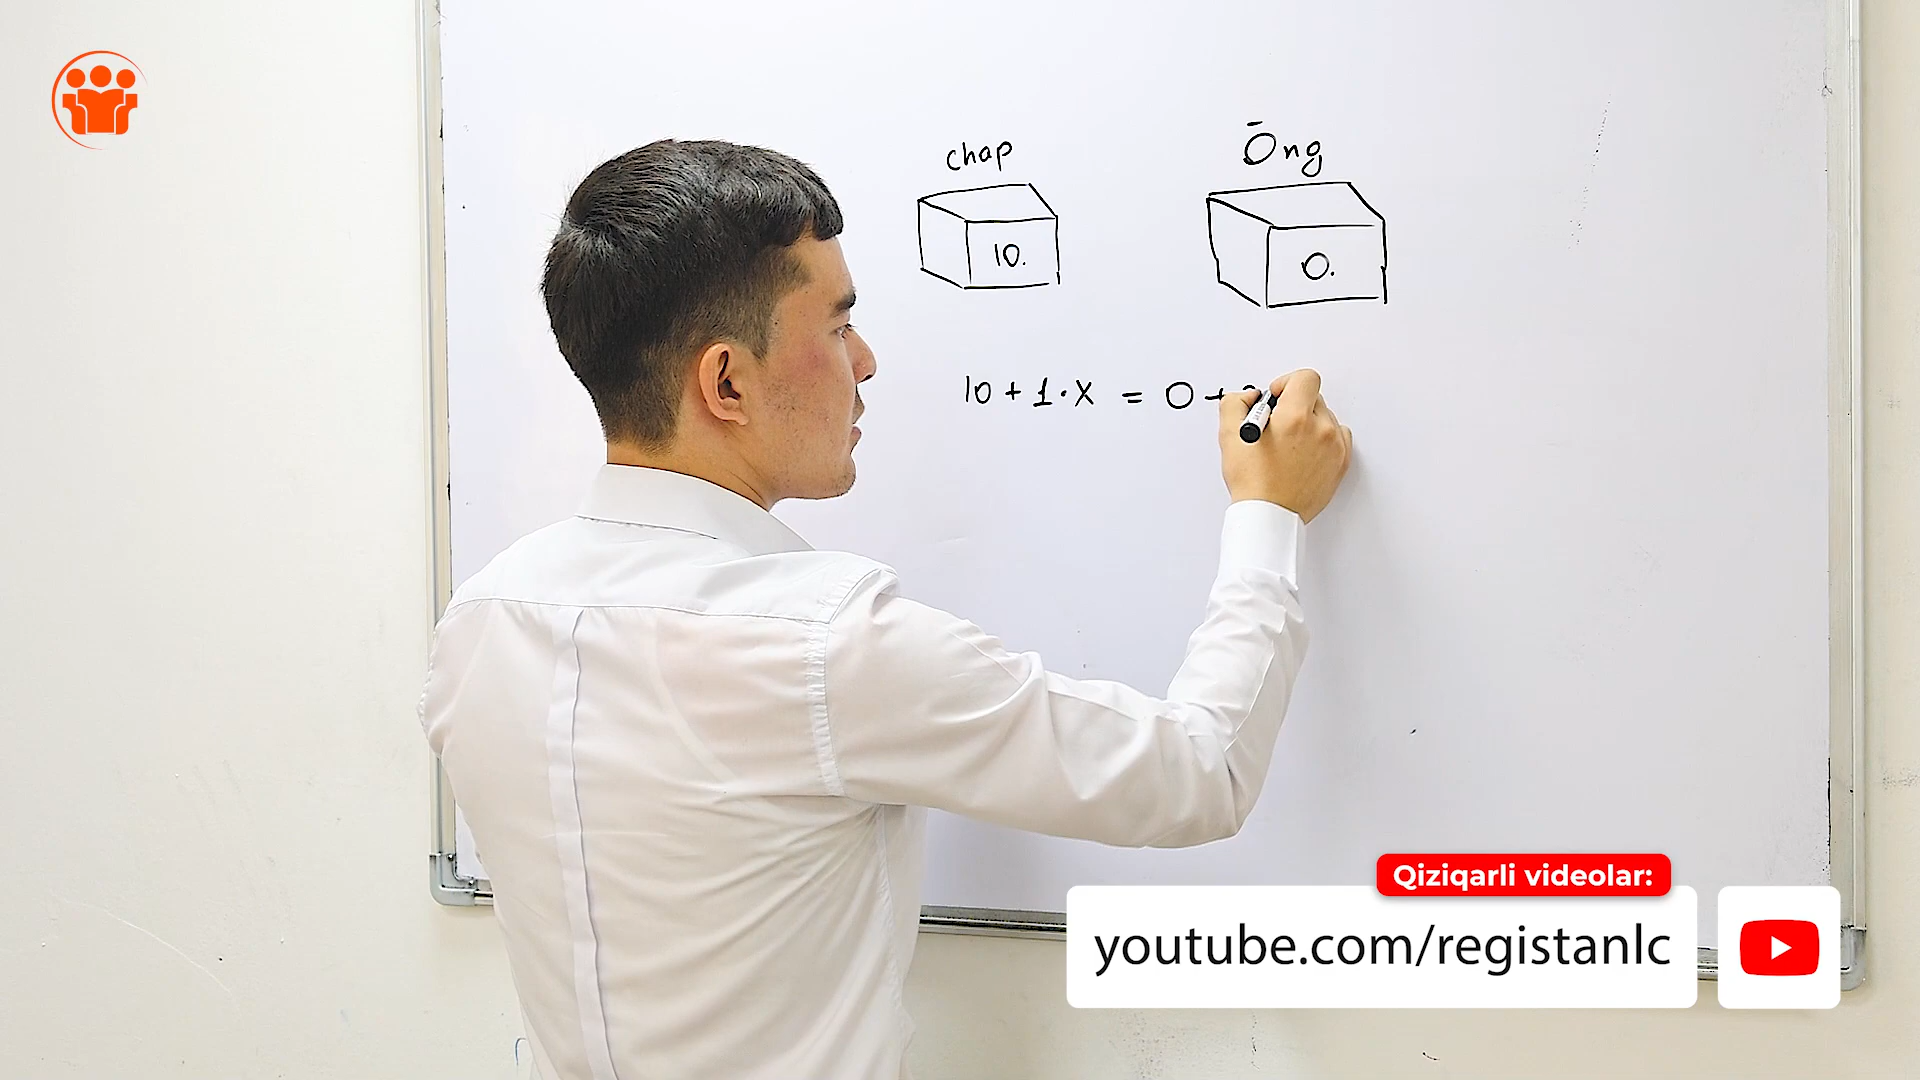 chap Ōng
10. 0.
10 + 1 · X = 0 +
Qiziqarli videolar:
youtube.com/registanlc